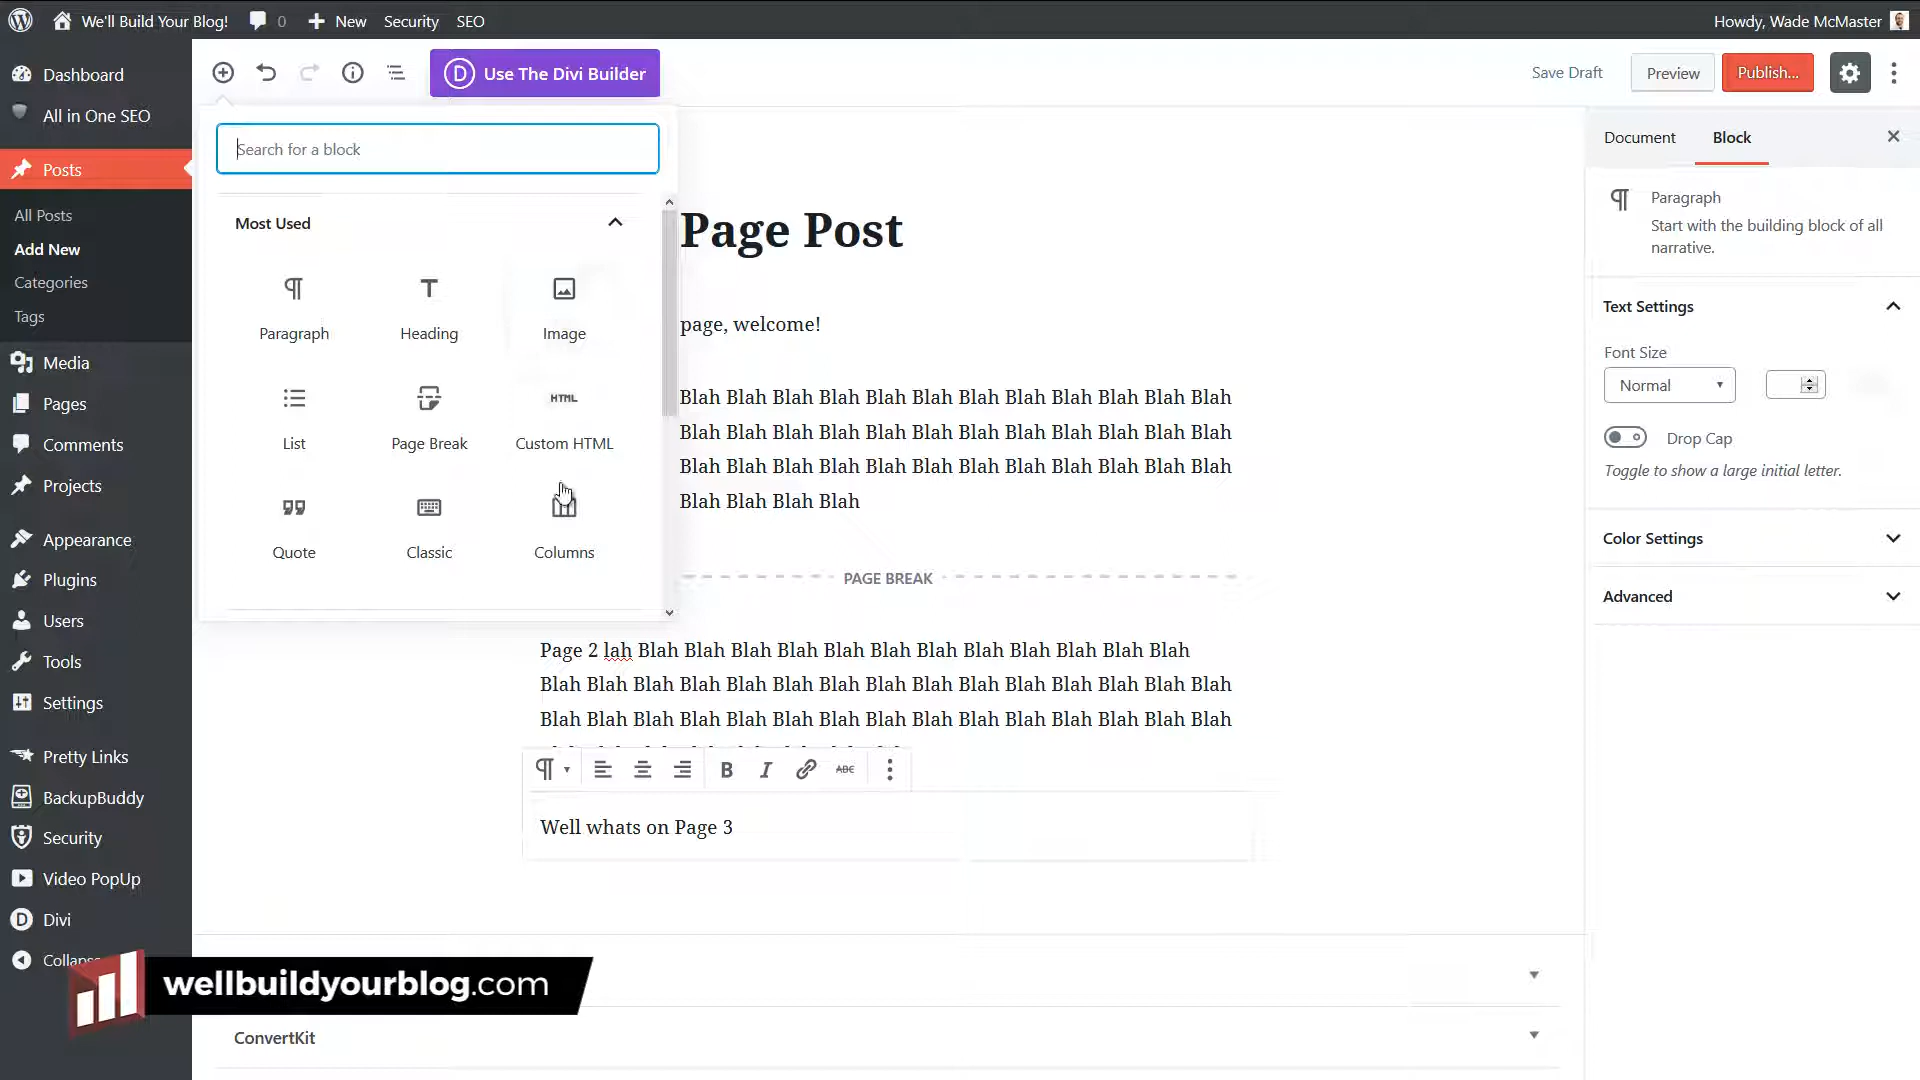 We'll Build Your Blog!
0
New
Security
SEO
Howdy, Wade McMaster
Dashboard
All in One SEO
Posts
All Posts
Add New
Categories
Tags
Media
Pages
Comments
Projects
Appearance
Plugins
Users
Tools
Settings
Pretty Links
BackupBuddy
Security
Video PopUp
Divi
Collapse
wellbuildyourblog.com
Use The Divi Builder
Save Draft
Preview
Publish...
Search for a block
Most Used
Paragraph
Heading
Image
List
Page Break
HTML
Custom HTML
Quote
Classic
Columns
Page Post
page, welcome!
Blah Blah Blah Blah Blah Blah Blah Blah Blah Blah Blah Blah
Blah Blah Blah Blah Blah Blah Blah Blah Blah Blah Blah Blah
Blah Blah Blah Blah Blah Blah Blah Blah Blah Blah Blah Blah
Blah Blah Blah Blah
PAGE BREAK
Page 2 lah Blah Blah Blah Blah Blah Blah Blah Blah Blah Blah Blah Blah
Blah Blah Blah Blah Blah Blah Blah Blah Blah Blah Blah Blah Blah Blah Blah
Blah Blah Blah Blah Blah Blah Blah Blah Blah Blah Blah Blah Blah Blah Blah
B I ABC
Well whats on Page 3
ConvertKit
Document
Block
Paragraph
Start with the building block of all
narrative.
Text Settings
Font Size
Normal
Drop Cap
Toggle to show a large initial letter.
Color Settings
Advanced